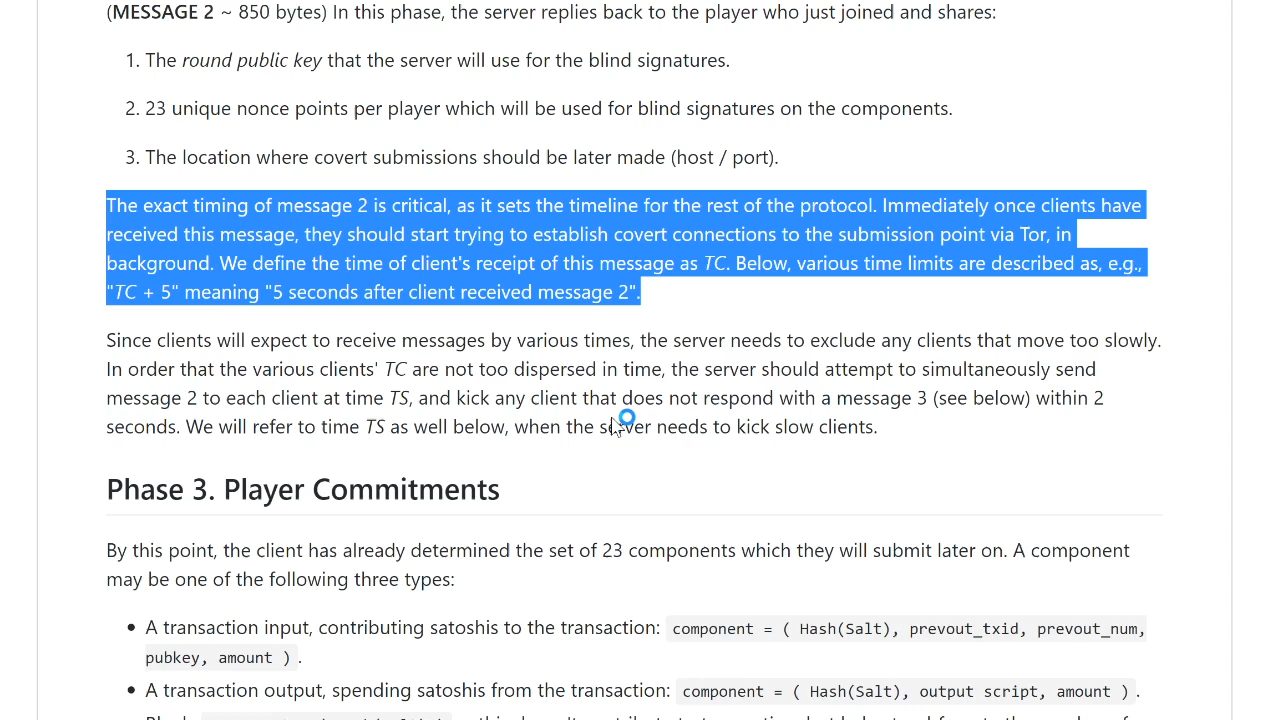 (MESSAGE 2 ~ 850 bytes) In this phase, the server replies back to the player who just joined and shares:
1. The round public key that the server will use for the blind signatures.
2. 23 unique nonce points per player which will be used for blind signatures on the components.
3. The location where covert submissions should be later made (host / port).
The exact timing of message 2 is critical, as it sets the timeline for the rest of the protocol. Immediately once clients have
received this message, they should start trying to establish covert connections to the submission point via Tor, in
background. We define the time of client's receipt of this message as TC. Below, various time limits are described as, e.g.,
"TC + 5" meaning "5 seconds after client received message 2".
Since clients will expect to receive messages by various times, the server needs to exclude any clients that move too slowly.
In order that the various clients' TC are not too dispersed in time, the server should attempt to simultaneously send
message 2 to each client at time TS, and kick any client that does not respond with a message 3 (see below) within 2
seconds. We will refer to time TS as well below, when the server needs to kick slow clients.
Phase 3. Player Commitments
By this point, the client has already determined the set of 23 components which they will submit later on. A component
may be one of the following three types:
• A transaction input, contributing satoshis to the transaction: component = ( Hash(Salt), prevout_txid, prevout_num,
pubkey, amount ) .
• A transaction output, spending satoshis from the transaction: component = ( Hash(Salt), output script, amount ) .